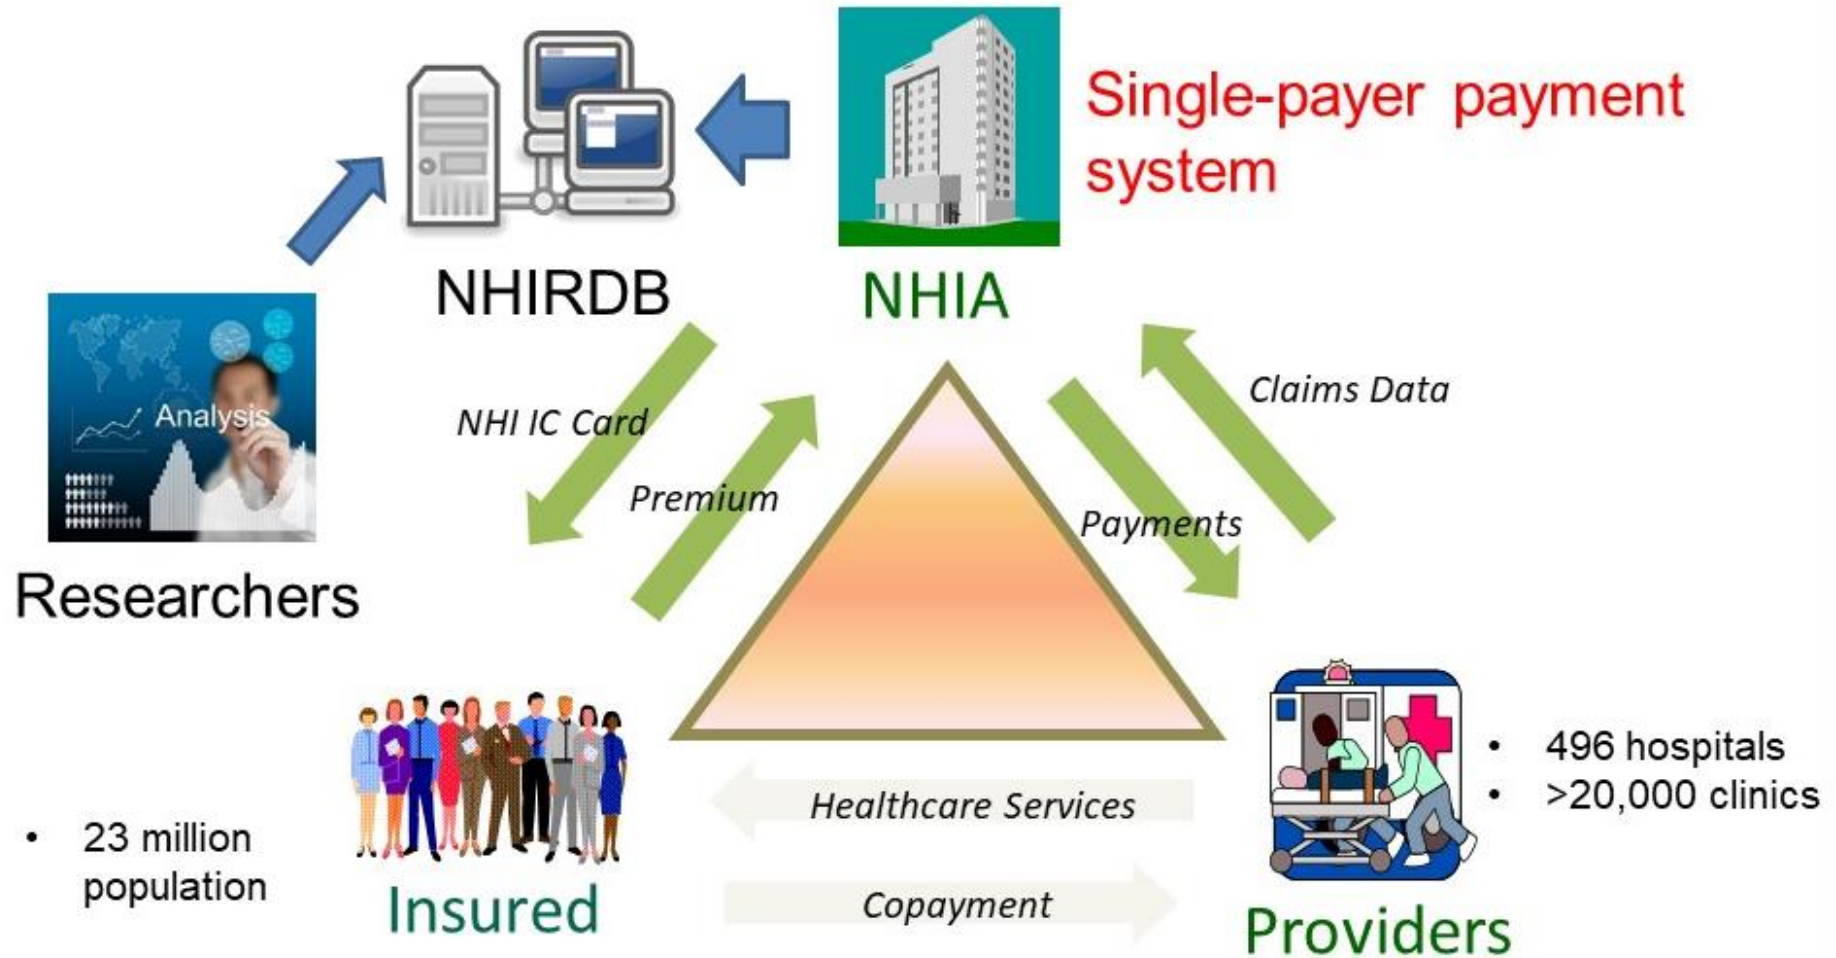 Single-payer payment
system
NHIRDB
NHIA
Analysis
Researchers
NHI IC Card
Premium
Claims Data
Payments
Healthcare Services
Copayment
• 23 million
population
Insured
• 496 hospitals
• >20,000 clinics
Providers